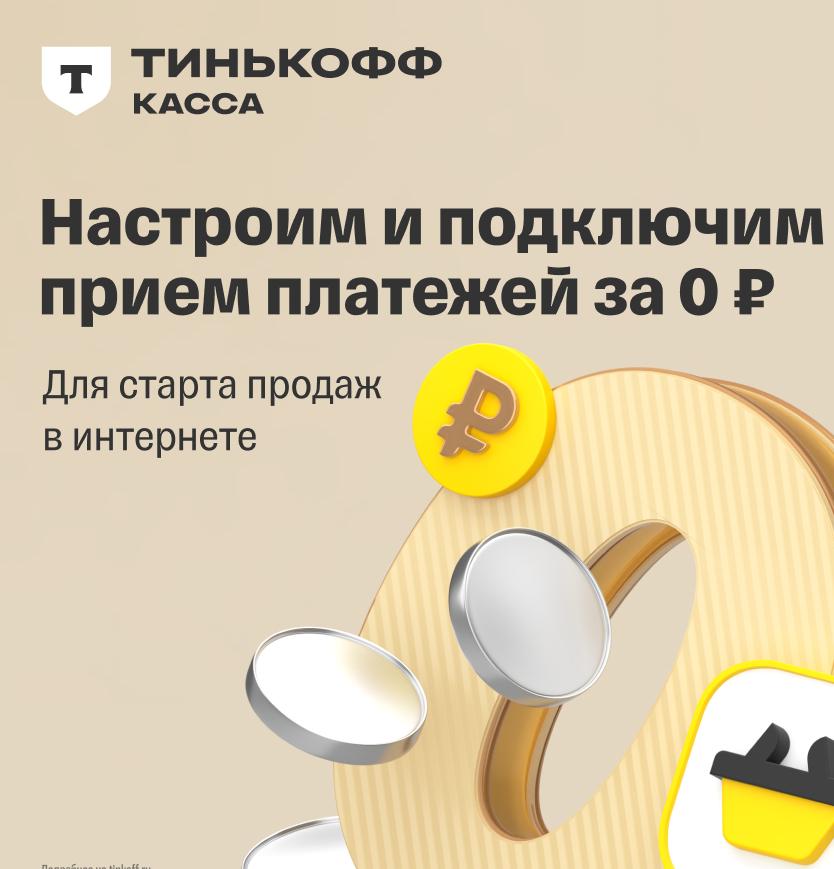 ТИНЬКОФФ
КАССА
Настроим и подключим
прием платежей за 0 ₽
Для старта продаж
в интернете